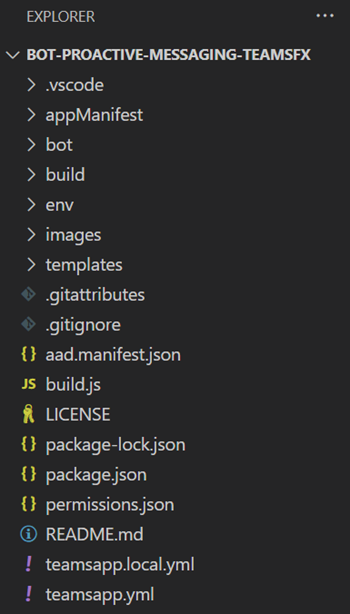 EXPLORER
BOT-PROACTIVE-MESSAGING-TEAMSFX
.vscode
appManifest
bot
build
env
images
templates
.gitattributes
.gitignore
{} aad.manifest.json
JS build.js
LICENSE
{} package-lock.json
{} package.json
{} permissions.json
README.md
! teamsapp.local.yml
! teamsapp.yml